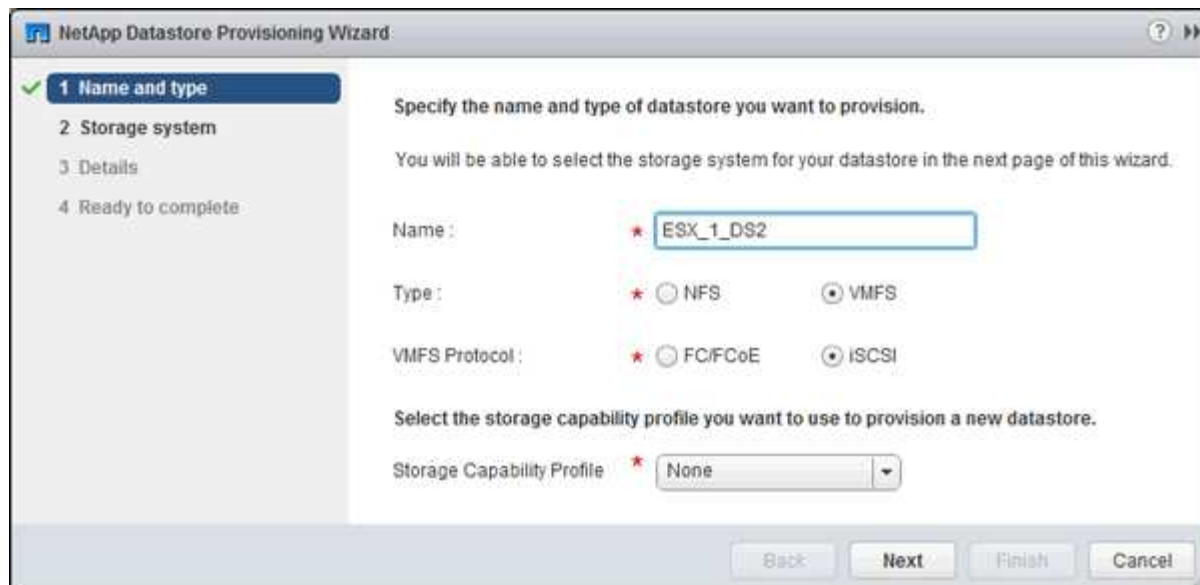 NetApp Datastore Provisioning Wizard ?
1 Name and type
2 Storage system
3 Details
4 Ready to complete
Specify the name and type of datastore you want to provision.
You will be able to select the storage system for your datastore in the next page of this wizard.
Name : * ESX_1_DS2
Type : * NFS VMFS
VMFS Protocol : * FC/FCoE iSCSI
Select the storage capability profile you want to use to provision a new datastore.
Storage Capability Profile * None
Back Next Finish Cancel